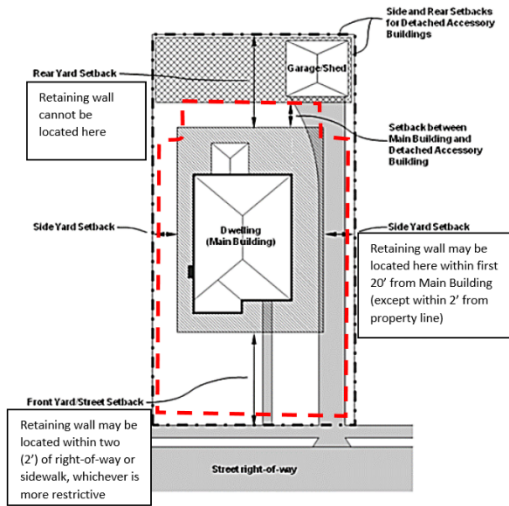 Side and Rear Setbacks
for Detached Accessory
Buildings
Garage/Shed
Rear Yard Setback
Retaining wall
cannot be
located here
Setback between
Main Building and
Detached Accessory
Building
Dwelling
(Main Building)
Side Yard Setback
Side Yard Setback
Retaining wall may be
located here within first
20’ from Main Building
(except within 2’ from
property line)
Front Yard/Street Setback
Retaining wall may be
located within two
(2’) of right-of-way or
sidewalk, whichever is
more restrictive
Street right-of-way